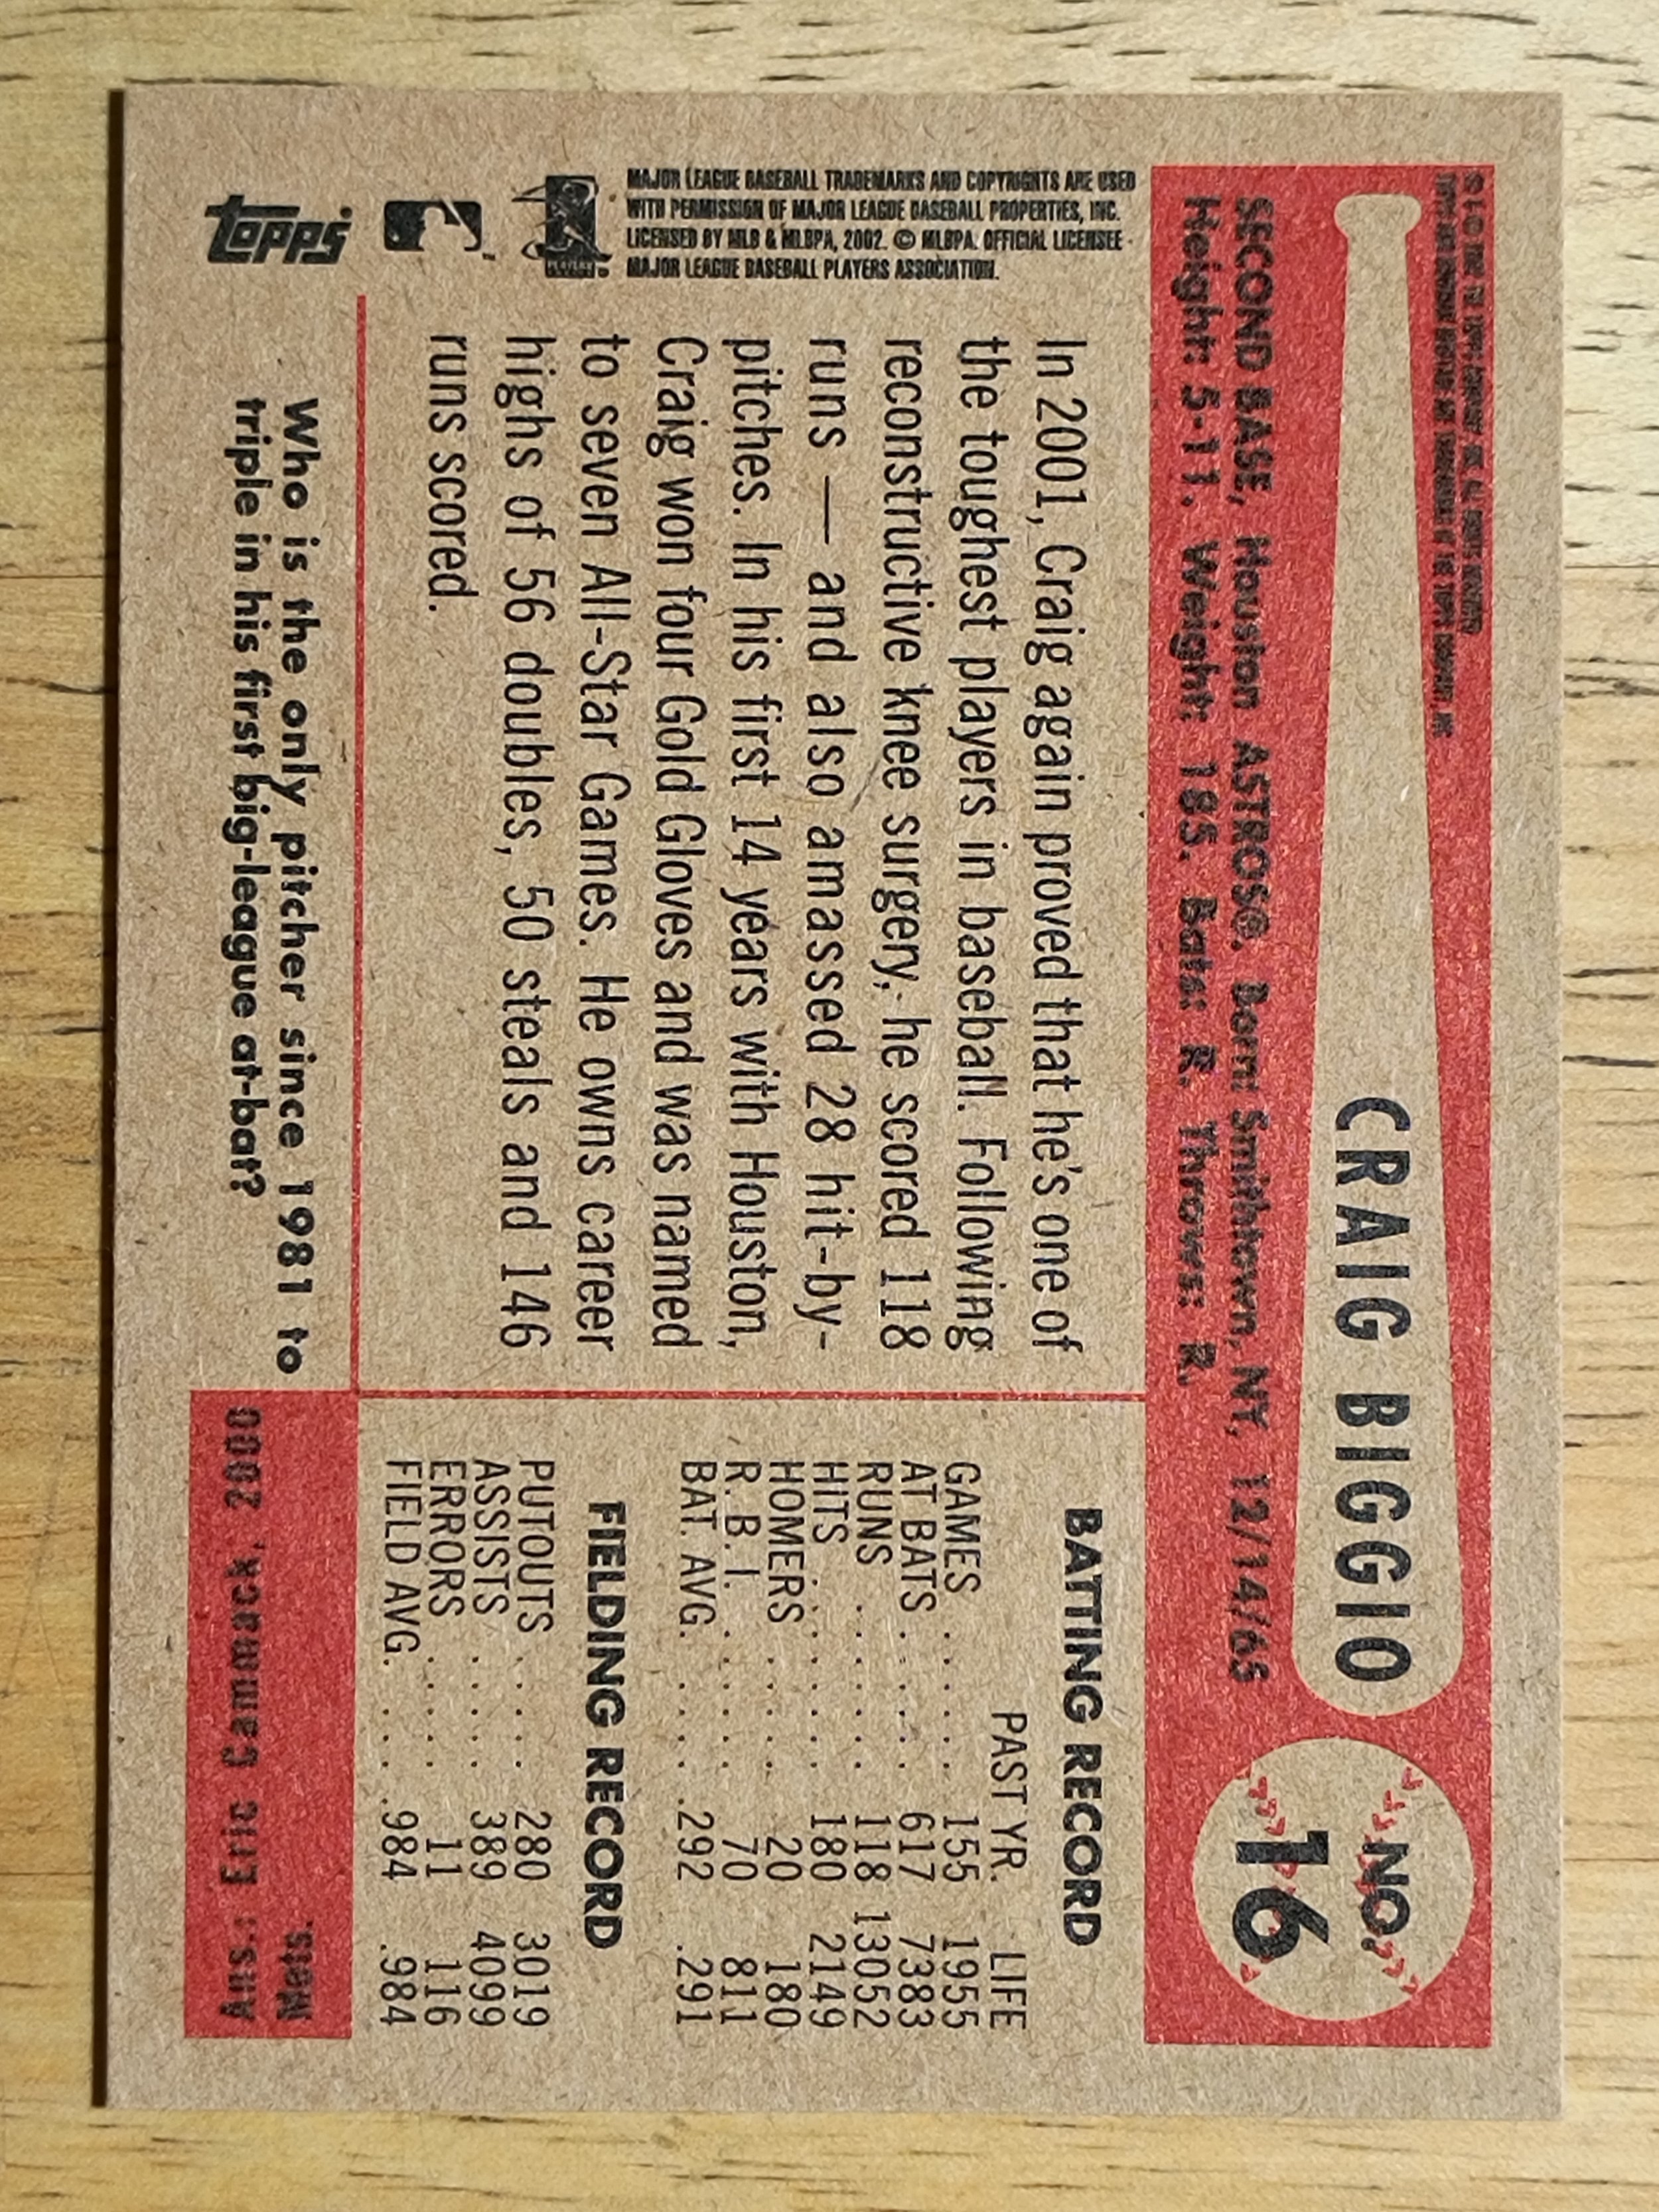 CRAIG BIGGIO
NO.
16
SECOND BASE, Houston ASTROS®. Born: Smithtown, NY, 12/14/65
Height: 5-11. Weight: 185. Bats: R. Throws: R.
MAJOR LEAGUE BASEBALL TRADEMARKS AND COPYRIGHTS ARE USED
WITH PERMISSION OF MAJOR LEAGUE BASEBALL PROPERTIES, INC.
LICENSED BY MLB & MLBPA, 2002. © MLBPA. OFFICIAL LICENSEE -
MAJOR LEAGUE BASEBALL PLAYERS ASSOCIATION.
topps
In 2001, Craig again proved that he's one of
the toughest players in baseball. Following
reconstructive knee surgery, he scored 118
runs — and also amassed 28 hit-by-
pitches. In his first 14 years with Houston,
Craig won four Gold Gloves and was named
to seven All-Star Games. He owns career
highs of 56 doubles, 50 steals and 146
runs scored.
BATTING RECORD
PAST YR. LIFE
GAMES . . . . 155 1955
AT BATS . . . . 617 7383
RUNS . . . . . 118 13052
HITS . . . . . 180 2149
HOMERS . . . . 20 180
R. B. I. . . . . . 70 811
BAT. AVG. . . . .292 .291
FIELDING RECORD
PUTOUTS . . . . 280 3019
ASSISTS . . . . 389 4099
ERRORS . . . . 11 116
FIELD AVG. . . . .984 .984
Who is the only pitcher since 1981 to
triple in his first big-league at-bat?
Ans.: Eric Cammack, 2000
Mets.